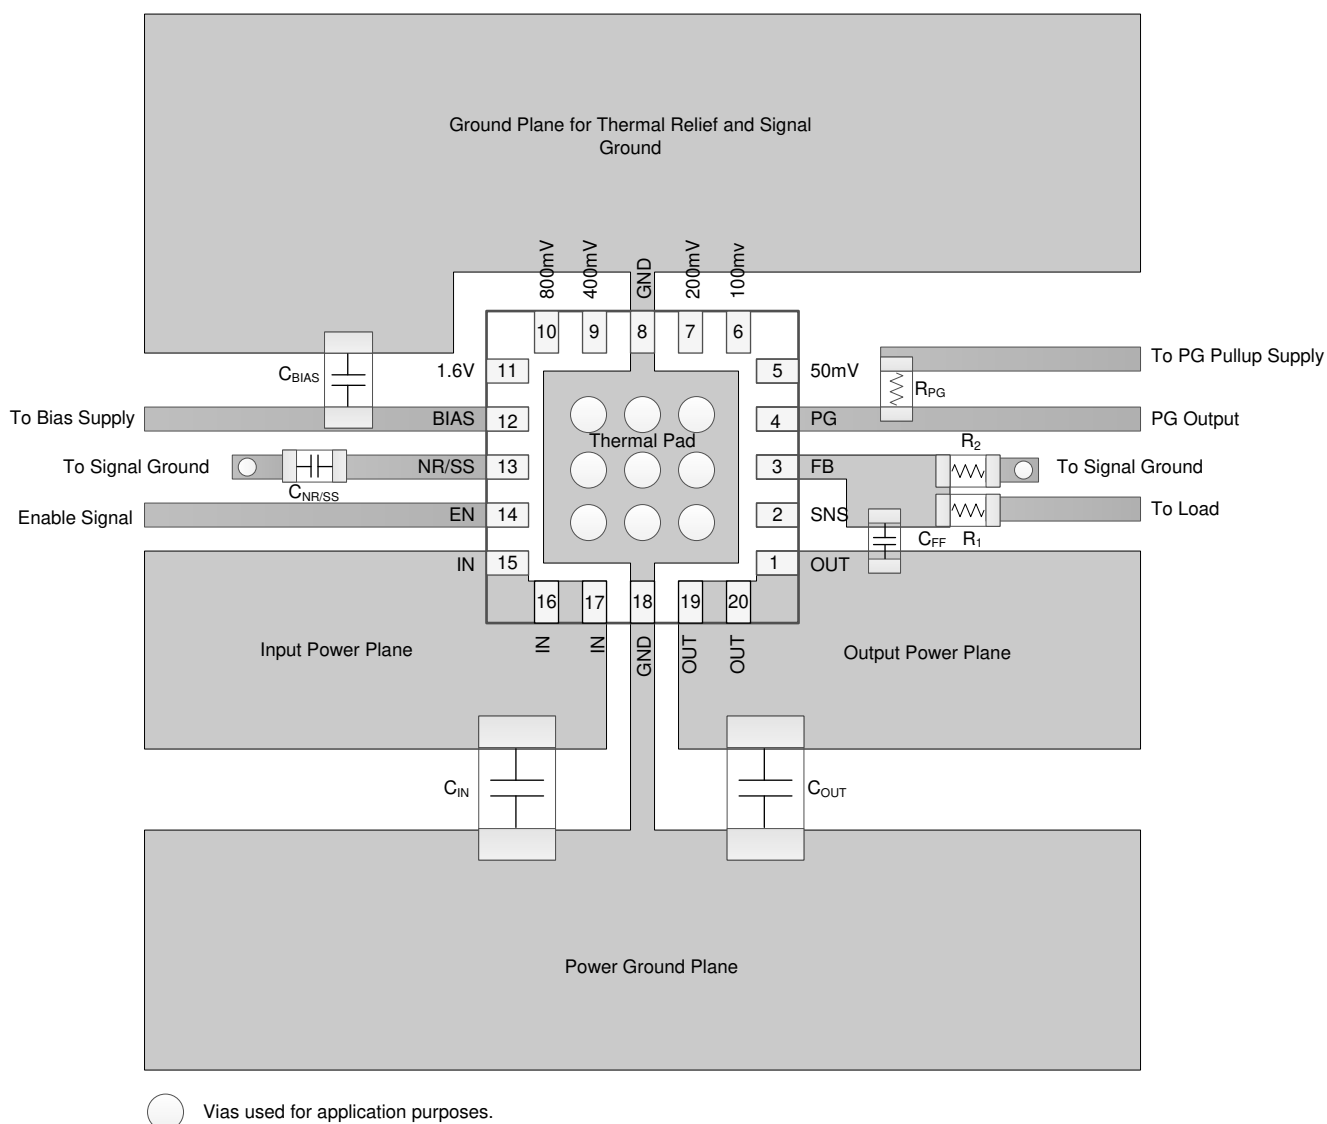 Ground Plane for Thermal Relief and Signal
Ground
800mV
400mV
GND
200mV
100mv
10
9
8
7
6
1.6V
11
5
50mV
To PG Pullup Supply
CBIAS
RPG
To Bias Supply
BIAS
12
4
PG
PG Output
Thermal Pad
R2
To Signal Ground
NR/SS
13
3
FB
To Signal Ground
CNR/SS
Enable Signal
EN
14
2
SNS
To Load
CFF
R1
IN
15
1
OUT
16
17
18
19
20
IN
IN
GND
OUT
OUT
Input Power Plane
Output Power Plane
CIN
COUT
Power Ground Plane
Vias used for application purposes.